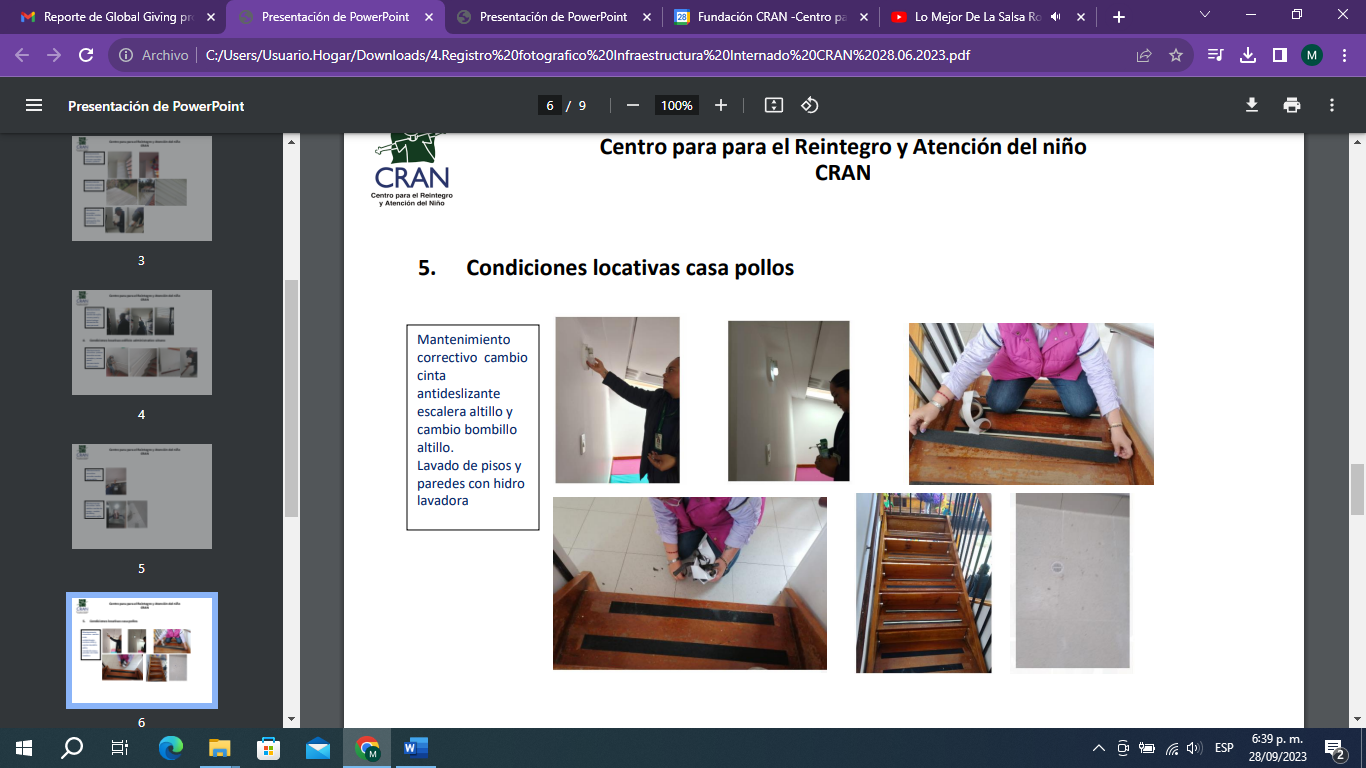 Reporte de Global Giving pr
Presentación de PowerPoint
Presentación de PowerPoint
Fundación CRAN -Centro pa
Lo Mejor De La Salsa Ro
Archivo
C:/Users/Usuario.Hogar/Downloads/4.Registro%20fotografico%20Infraestructura%20Internado%20CRAN%2028.06.2023.pdf
M
Presentación de PowerPoint
6 / 9
100%
3
4
5
6
CRAN
Centro para el Reintegro
y Atención del Niño
Centro para para el Reintegro y Atención del niño
CRAN
5. Condiciones locativas casa pollos
Mantenimiento
correctivo cambio
cinta
antideslizante
escalera altillo y
cambio bombillo
altillo.
Lavado de pisos y
paredes con hidro
lavadora
ESP
6:39 p. m.
28/09/2023
2